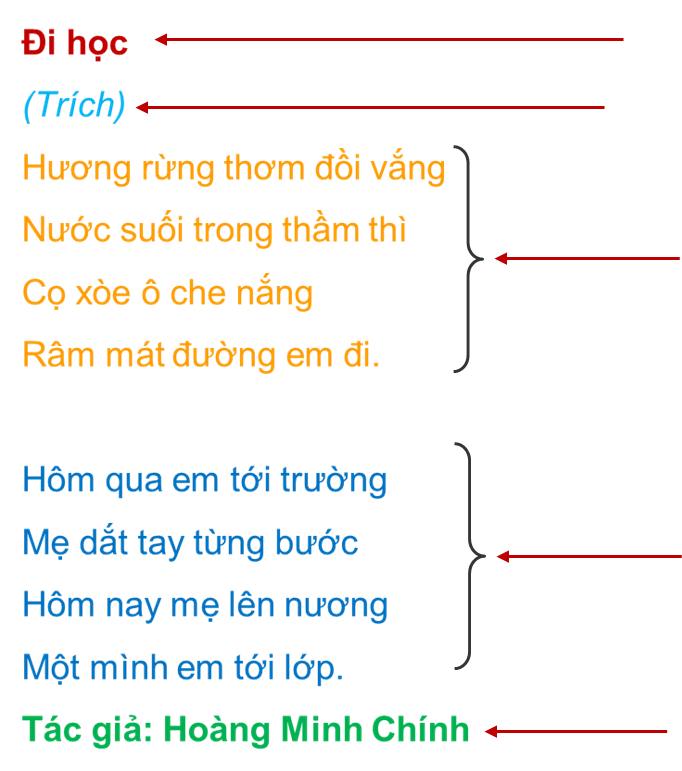 Đi học
(Trích)
Hương rừng thơm đồi vắng
Nước suối trong thầm thì
Cọ xòe ô che nắng
Râm mát đường em đi.
Hôm qua em tới trường
Mẹ dắt tay từng bước
Hôm nay mẹ lên nương
Một mình em tới lớp.
Tác giả: Hoàng Minh Chính